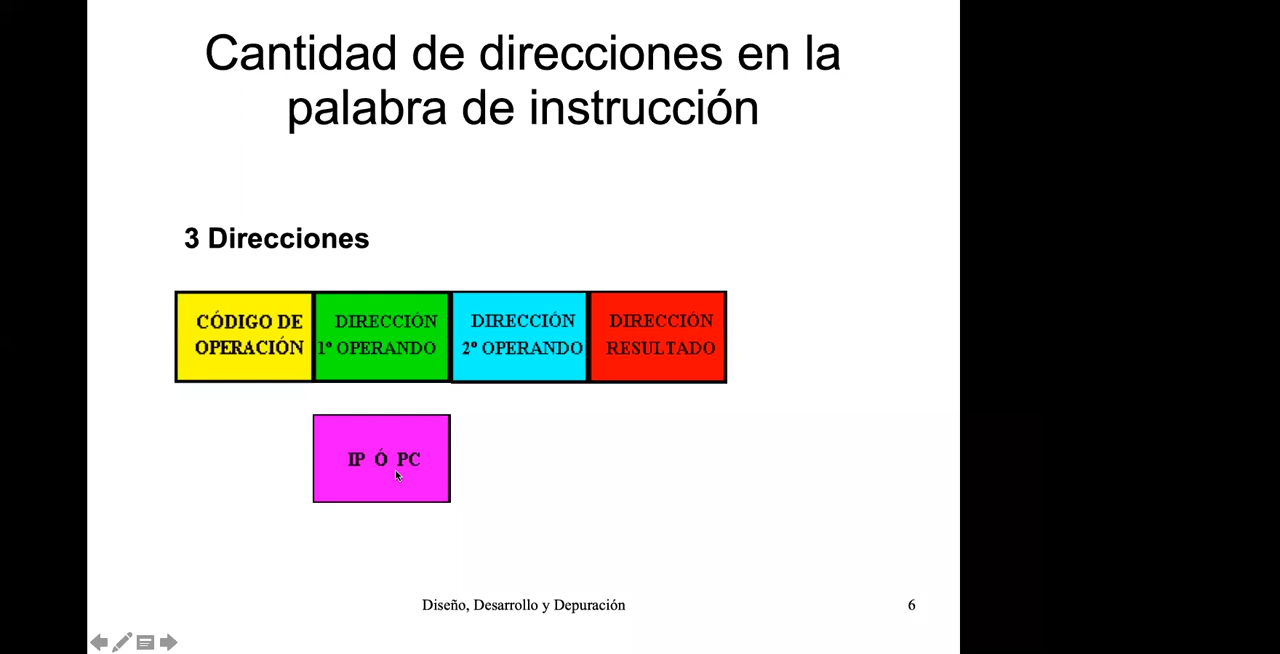 Cantidad de direcciones en la
palabra de instrucción
3 Direcciones
CÓDIGO DE
OPERACIÓN
DIRECCIÓN
1º OPERANDO
DIRECCIÓN
2º OPERANDO
DIRECCIÓN
RESULTADO
IP Ó PC
Diseño, Desarrollo y Depuración
6